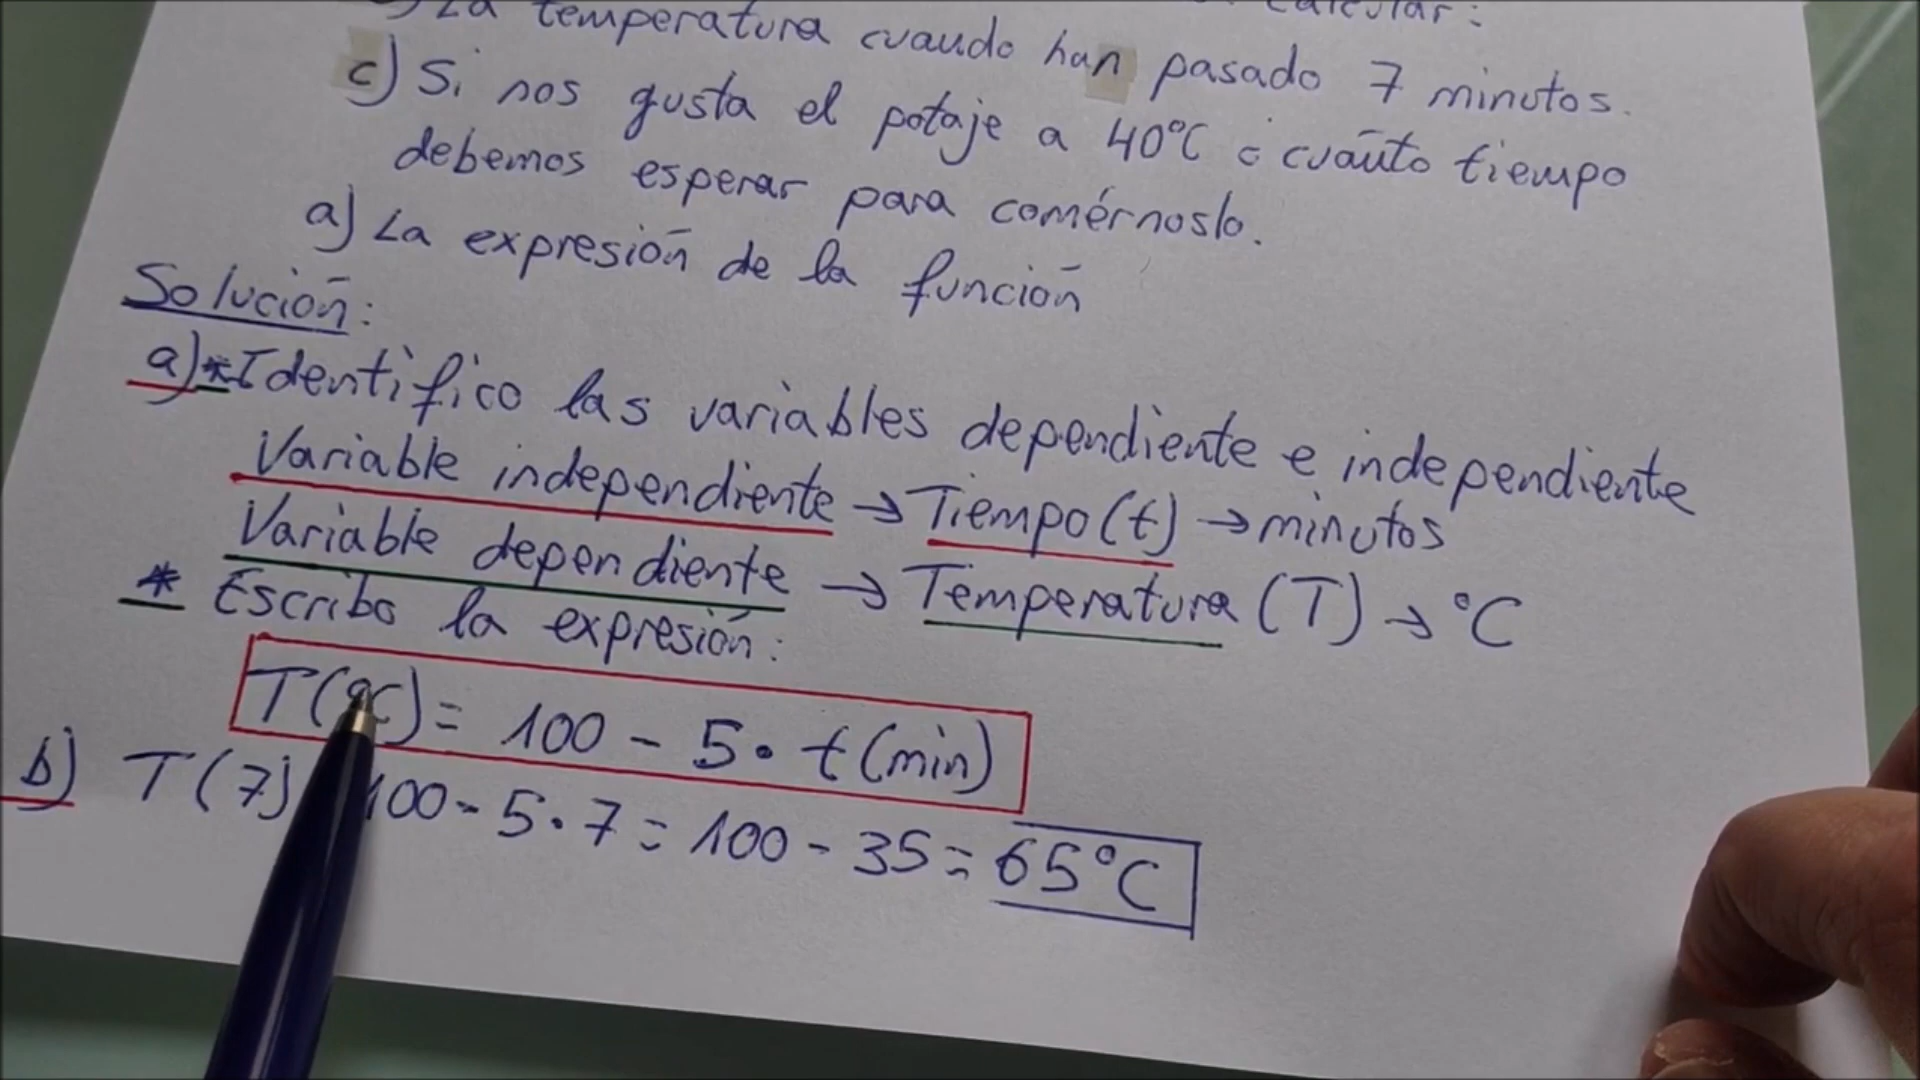 La temperatura cuando han pasado 7 minutos.
c) Si nos gusta el potaje a 40°C ¿cuánto tiempo
debemos esperar para comérnoslo.
a) La expresión de la función
Solución:
a)*Identifico las variables dependiente e independiente
Variable independiente → Tiempo (t) → minutos
Variable dependiente → Temperatura (T) → °C
* Escribo la expresión:
T(°C) = 100 - 5 · t (min)
b) T(7) 100 - 5 · 7 = 100 - 35 = 65°C